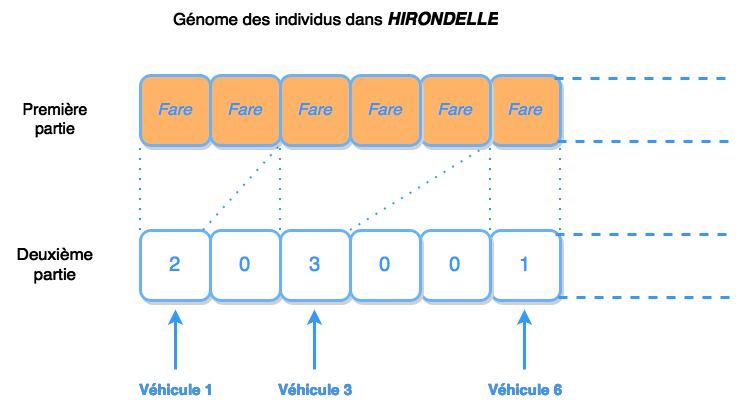 Génome des individus dans HIRONDELLE
Première
partie
Fare Fare Fare Fare Fare Fare
Deuxième
partie
2 0 3 0 0 1
Véhicule 1 Véhicule 3 Véhicule 6